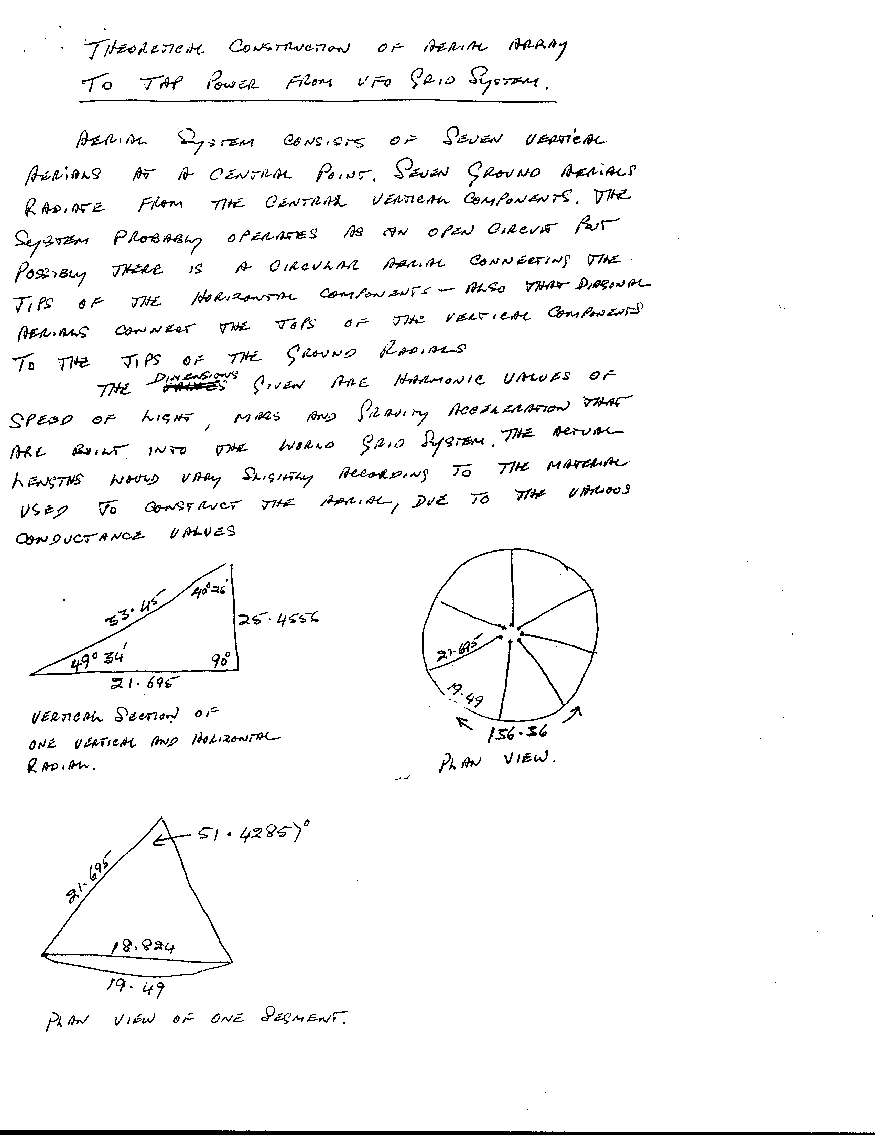 THEORETICAL CONSTRUCTION OF AERIAL ARRAY
TO TAP POWER FROM UFO GRID SYSTEM.
AERIAL SYSTEM CONSISTS OF SEVEN VERTICAL
AERIALS AT A CENTRAL POINT. SEVEN GROUND AERIALS
RADIATE FROM THE CENTRAL VERTICAL COMPONENTS. THE
SYSTEM PROBABLY OPERATES AS AN OPEN CIRCUIT BUT
POSSIBLY THERE IS A CIRCULAR AERIAL CONNECTING THE
TIPS OF THE HORIZONTAL COMPONENTS — ALSO THAT DIAGONAL
AERIALS CONNECT THE TOPS OF THE VERTICAL COMPONENTS
TO THE TIPS OF THE GROUND RADIALS
THE DIMENSIONS GIVEN ARE HARMONIC VALUES OF
SPEED OF LIGHT, MASS AND GRAVITY ACCELERATION THAT
ARE BUILT INTO THE WORLD GRID SYSTEM. THE ACTUAL
LENGTHS WOULD VARY SLIGHTLY ACCORDING TO THE MATERIAL
USED TO CONSTRUCT THE AERIAL, DUE TO THE VARIOUS
CONDUCTANCE VALUES
33.45
40° 26'
25.4556
49° 34'
90°
21.695
VERTICAL SECTION OF
ONE VERTICAL AND HORIZONTAL
RADIAL.
21.695
19.49
136.36
PLAN VIEW.
51.42857°
21.695
18.824
19.49
PLAN VIEW OF ONE SEGMENT.